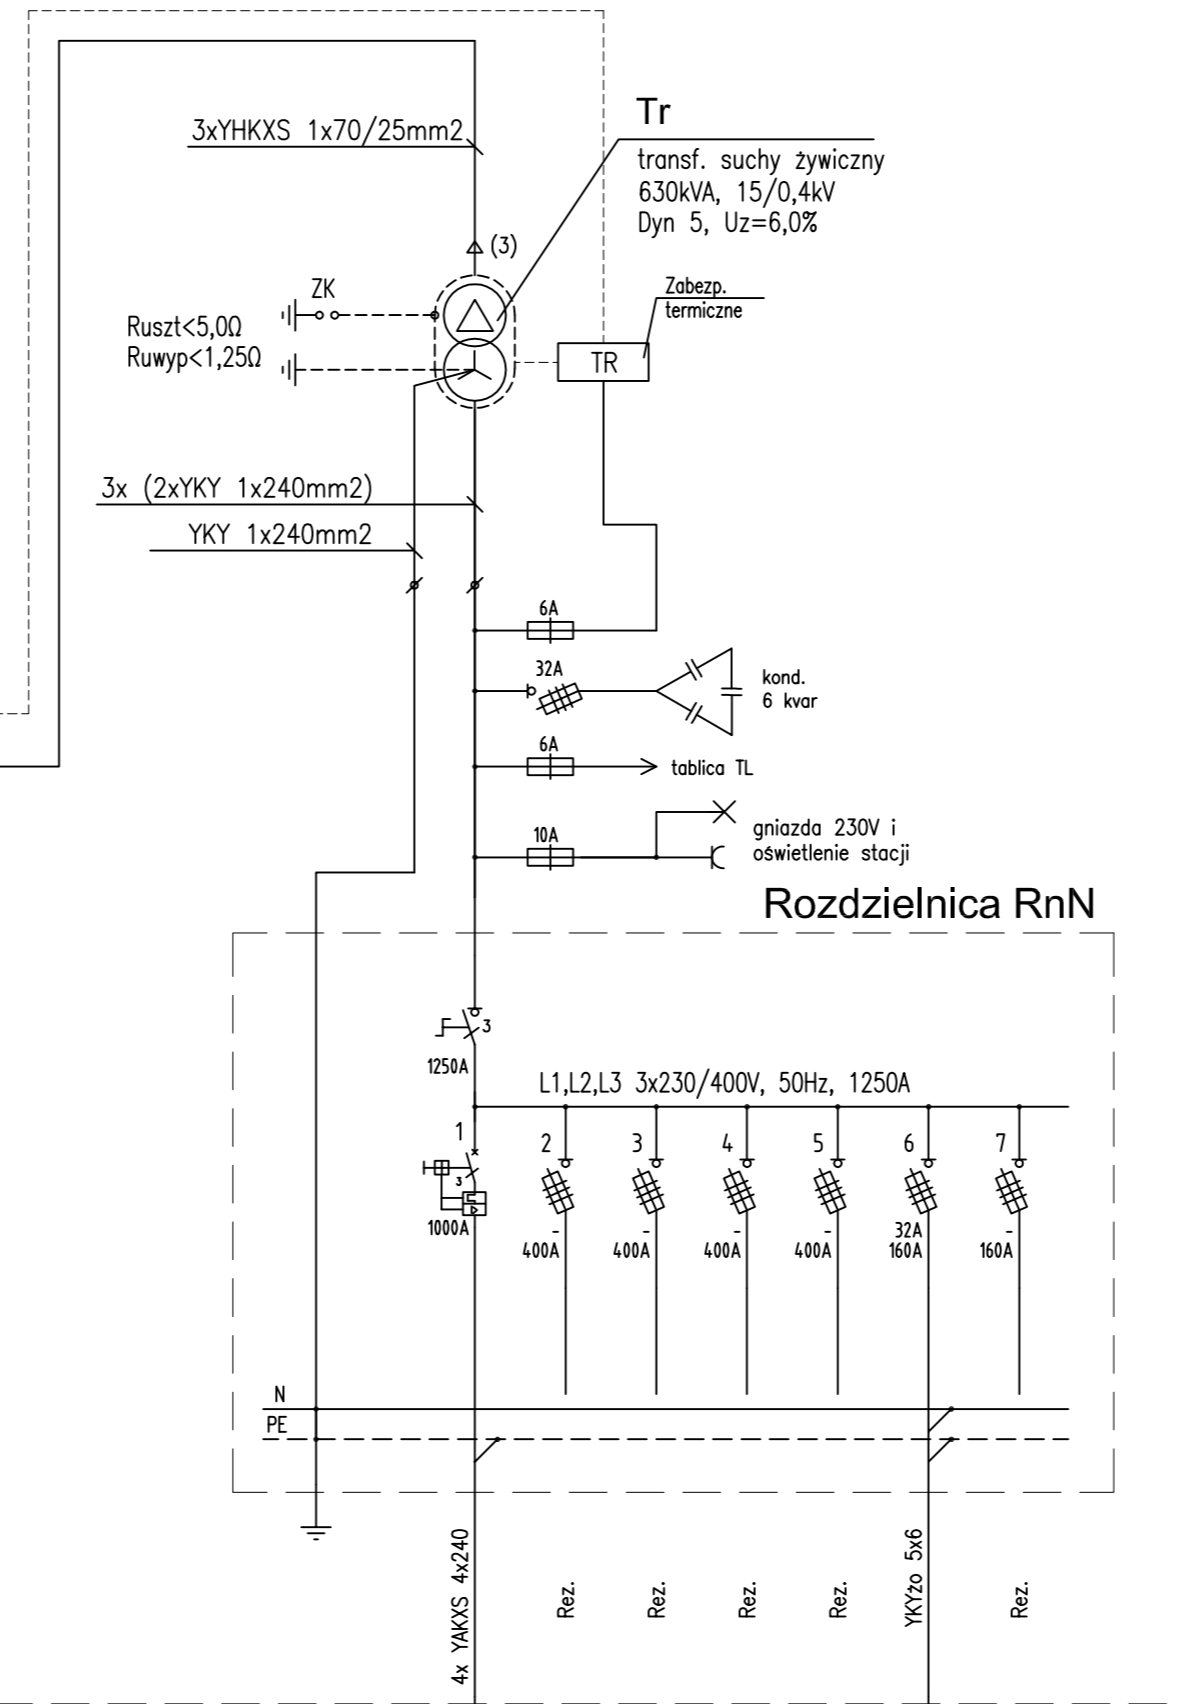 Tr
3xYHKXS 1x70/25mm2
transf. suchy żywiczny
630kVA, 15/0,4kV
Dyn 5, Uz=6,0%
(3)
ZK
Zabezp.
termiczne
Ruszt<5,0Ω
Ruwyp<1,25Ω
TR
3x (2xYKY 1x240mm2)
YKY 1x240mm2
6A
32A
kond.
6 kvar
6A
tablica TL
10A
gniazda 230V i
oświetlenie stacji
Rozdzielnica RnN
3
1250A
L1,L2,L3 3x230/400V, 50Hz, 1250A
1
2
3
4
5
6
7
3
1000A
-
400A
-
400A
-
400A
-
400A
32A
160A
-
160A
N
PE
4x YAKXS 4x240
Rez.
Rez.
Rez.
Rez.
YKYżo 5x6
Rez.